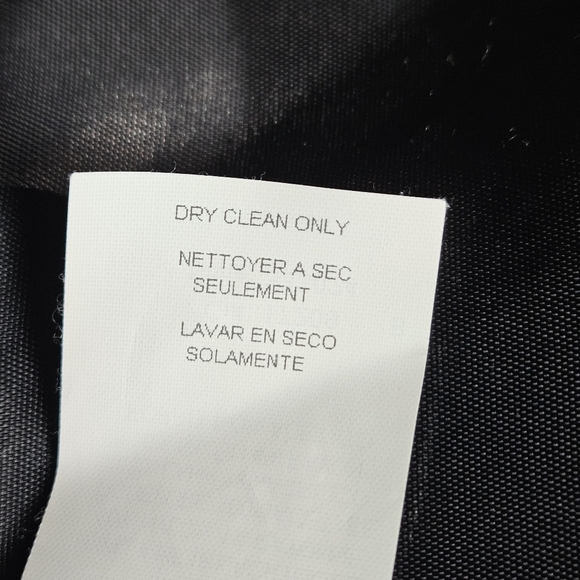 DRY CLEAN ONLY
NETTOYER A SEC
SEULEMENT
LAVAR EN SECO
SOLAMENTE